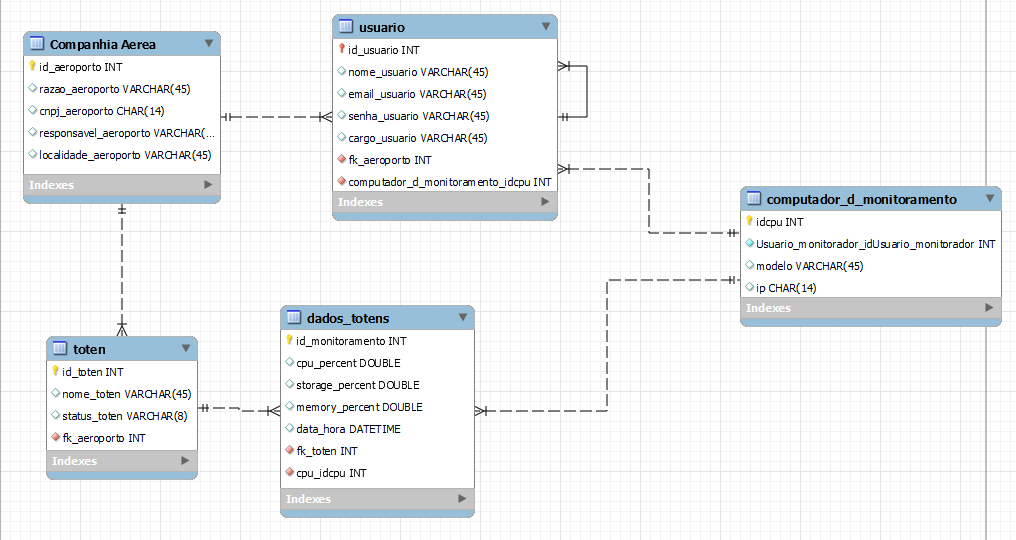 Companhia Aerea
id_aeroporto INT
razao_aeroporto VARCHAR(45)
cnpj_aeroporto CHAR(14)
responsavel_aeroporto VARCHAR(...
localidade_aeroporto VARCHAR(45)
Indexes
usuario
id_usuario INT
nome_usuario VARCHAR(45)
email_usuario VARCHAR(45)
senha_usuario VARCHAR(45)
cargo_usuario VARCHAR(45)
fk_aeroporto INT
computador_d_monitoramento_idcpu INT
Indexes
computador_d_monitoramento
idcpu INT
Usuario_monitorador_idUsuario_monitorador INT
modelo VARCHAR(45)
ip CHAR(14)
Indexes
toten
id_toten INT
nome_toten VARCHAR(45)
status_toten VARCHAR(8)
fk_aeroporto INT
Indexes
dados_totens
id_monitoramento INT
cpu_percent DOUBLE
storage_percent DOUBLE
memory_percent DOUBLE
data_hora DATETIME
fk_toten INT
cpu_idcpu INT
Indexes